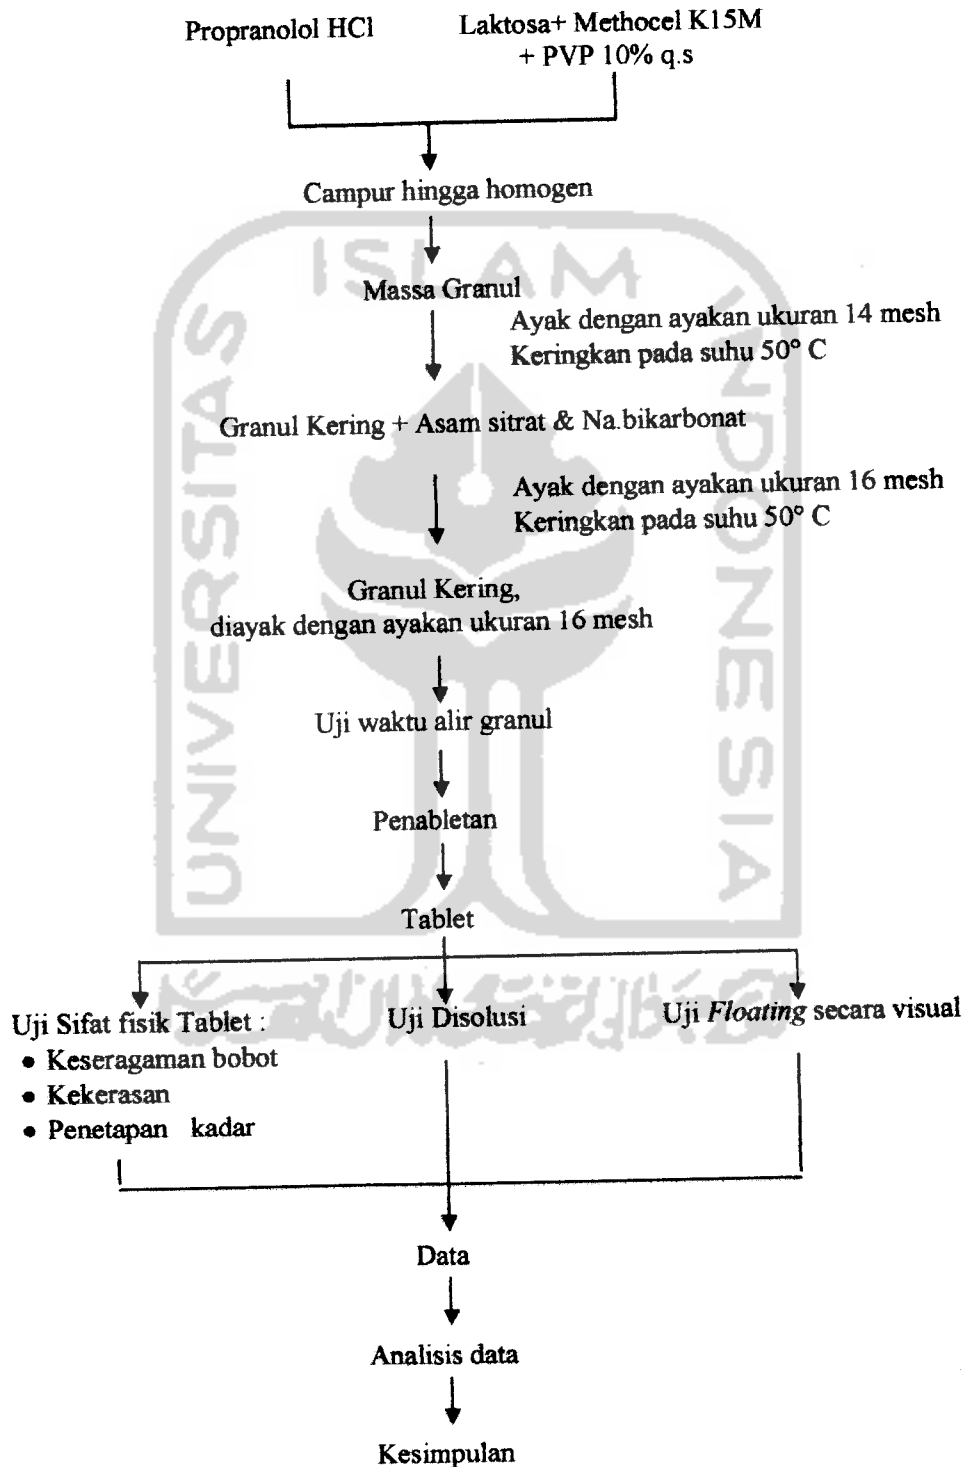 Propranolol HCl
Laktosa+ Methocel K15M
+ PVP 10% q.s
Campur hingga homogen
Massa Granul
Ayak dengan ayakan ukuran 14 mesh
Keringkan pada suhu 50° C
Granul Kering + Asam sitrat & Na.bikarbonat
Ayak dengan ayakan ukuran 16 mesh
Keringkan pada suhu 50° C
Granul Kering,
diayak dengan ayakan ukuran 16 mesh
Uji waktu alir granul
Penabletan
Tablet
Uji Sifat fisik Tablet :
• Keseragaman bobot
• Kekerasan
• Penetapan kadar
Uji Disolusi
Uji Floating secara visual
Data
Analisis data
Kesimpulan
UNIVERSITAS
ISLAM
INDONESIA